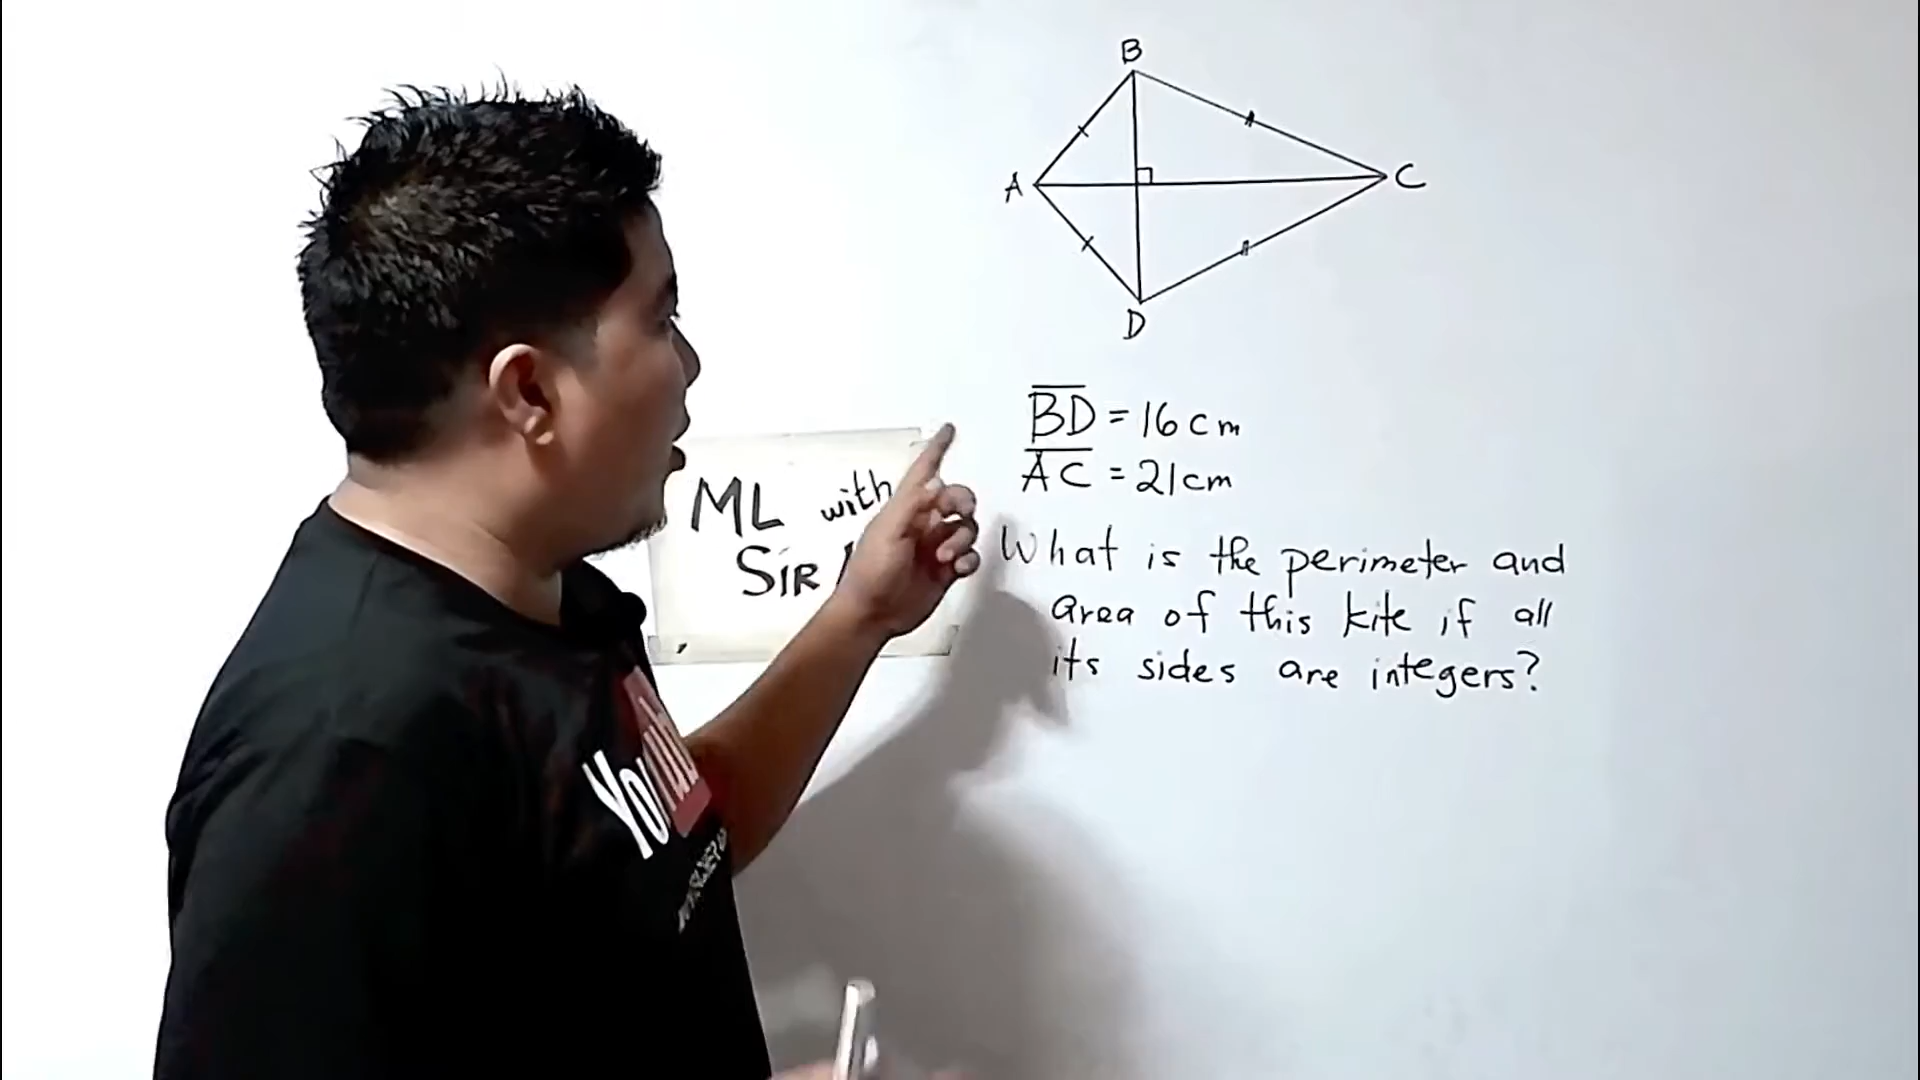 B
A
C
D
BD = 16 cm
AC = 21 cm
What is the perimeter and
area of this kite if all
its sides are integers?
ML with
SIR